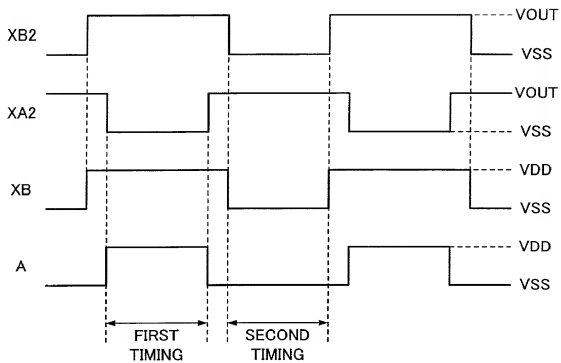 VOUT
XB2
VSS
VOUT
XA2
VSS
VDD
XB
VSS
VDD
A
VSS
FIRST
TIMING
SECOND
TIMING